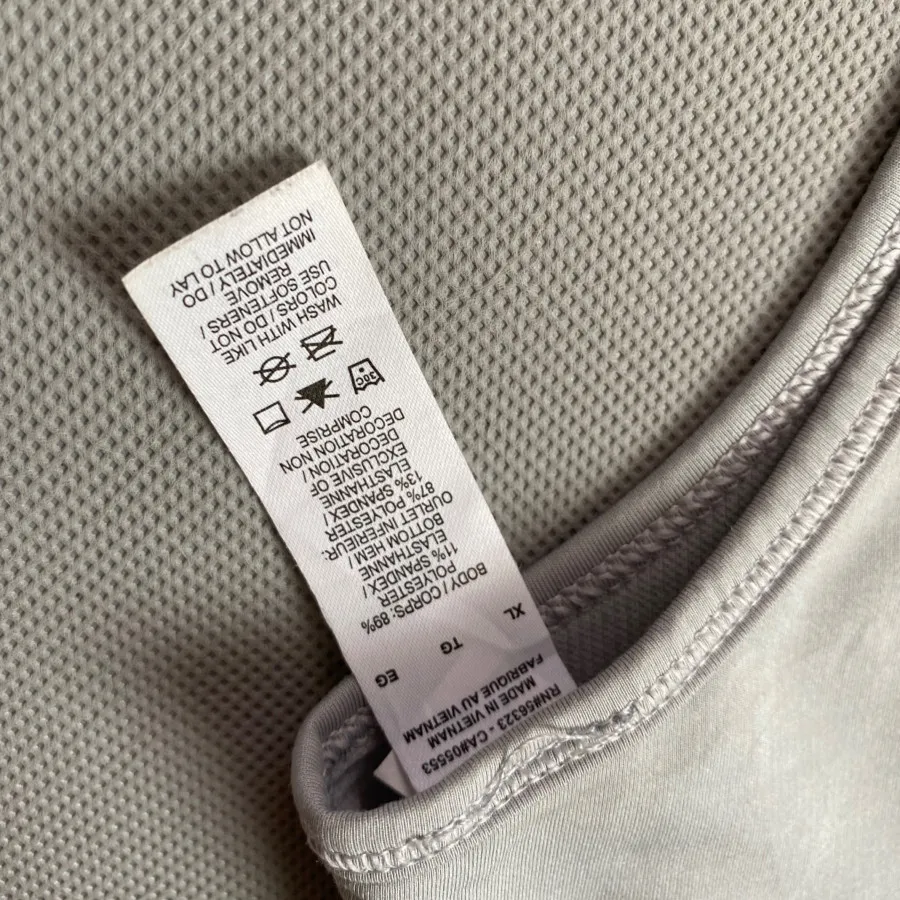 RN#56323 - CA#05553
MADE IN VIETNAM
FABRIQUE AU VIETNAM
XL TG EG
BODY / CORPS: 89%
POLYESTER
11% SPANDEX /
ELASTHANNE
BOTTOM HEM /
OURLET INFERIEUR:
87% POLYESTER
13% SPANDEX /
ELASTHANNE
EXCLUSIVE OF
DECORATION /
DECORATION NON
COMPRISE
30C
WASH WITH LIKE
COLORS / DO NOT
USE SOFTENERS /
REMOVE
IMMEDIATELY / DO
NOT ALLOW TO LAY